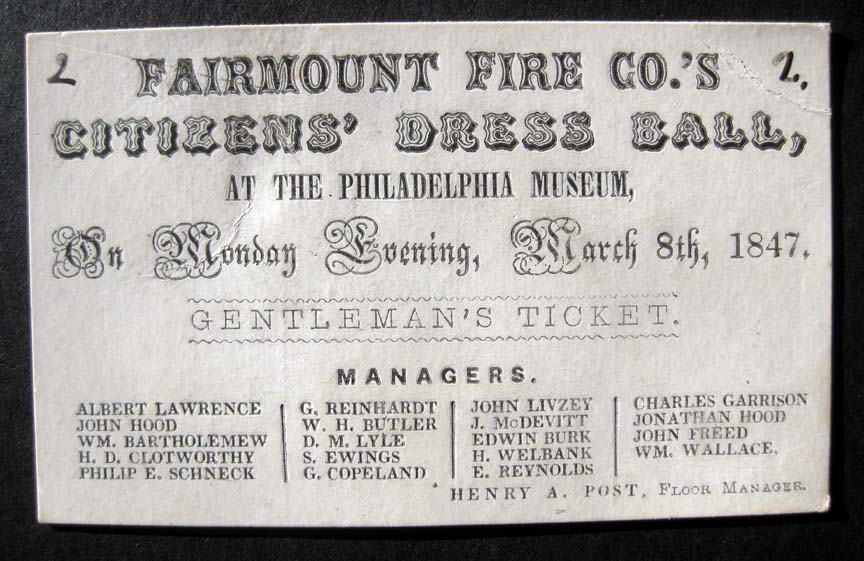 2 FAIRMOUNT FIRE CO.'S 2.
CITIZENS' DRESS BALL,
AT THE PHILADELPHIA MUSEUM,
On Monday Evening, March 8th, 1847.
GENTLEMAN'S TICKET.
MANAGERS.
ALBERT LAWRENCE
JOHN HOOD
WM. BARTHOLEMEW
H. D. CLOTWORTHY
PHILIP E. SCHNECK
G. REINHARDT
W. H. BUTLER
D. M. LYLE
S. EWINGS
G. COPELAND
JOHN LIVZEY
J. McDEVITT
EDWIN BURK
H. WELBANK
E. REYNOLDS
CHARLES GARRISON
JONATHAN HOOD
JOHN FREED
WM. WALLACE.
HENRY A. POST, FLOOR MANAGER.